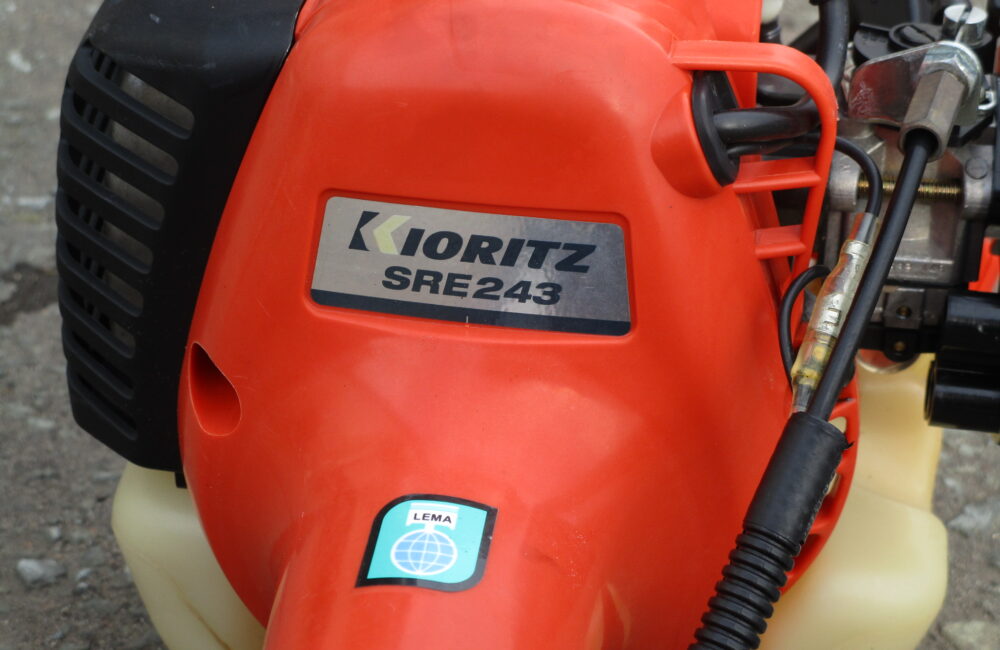 KIORITZ
SRE243
LEMA